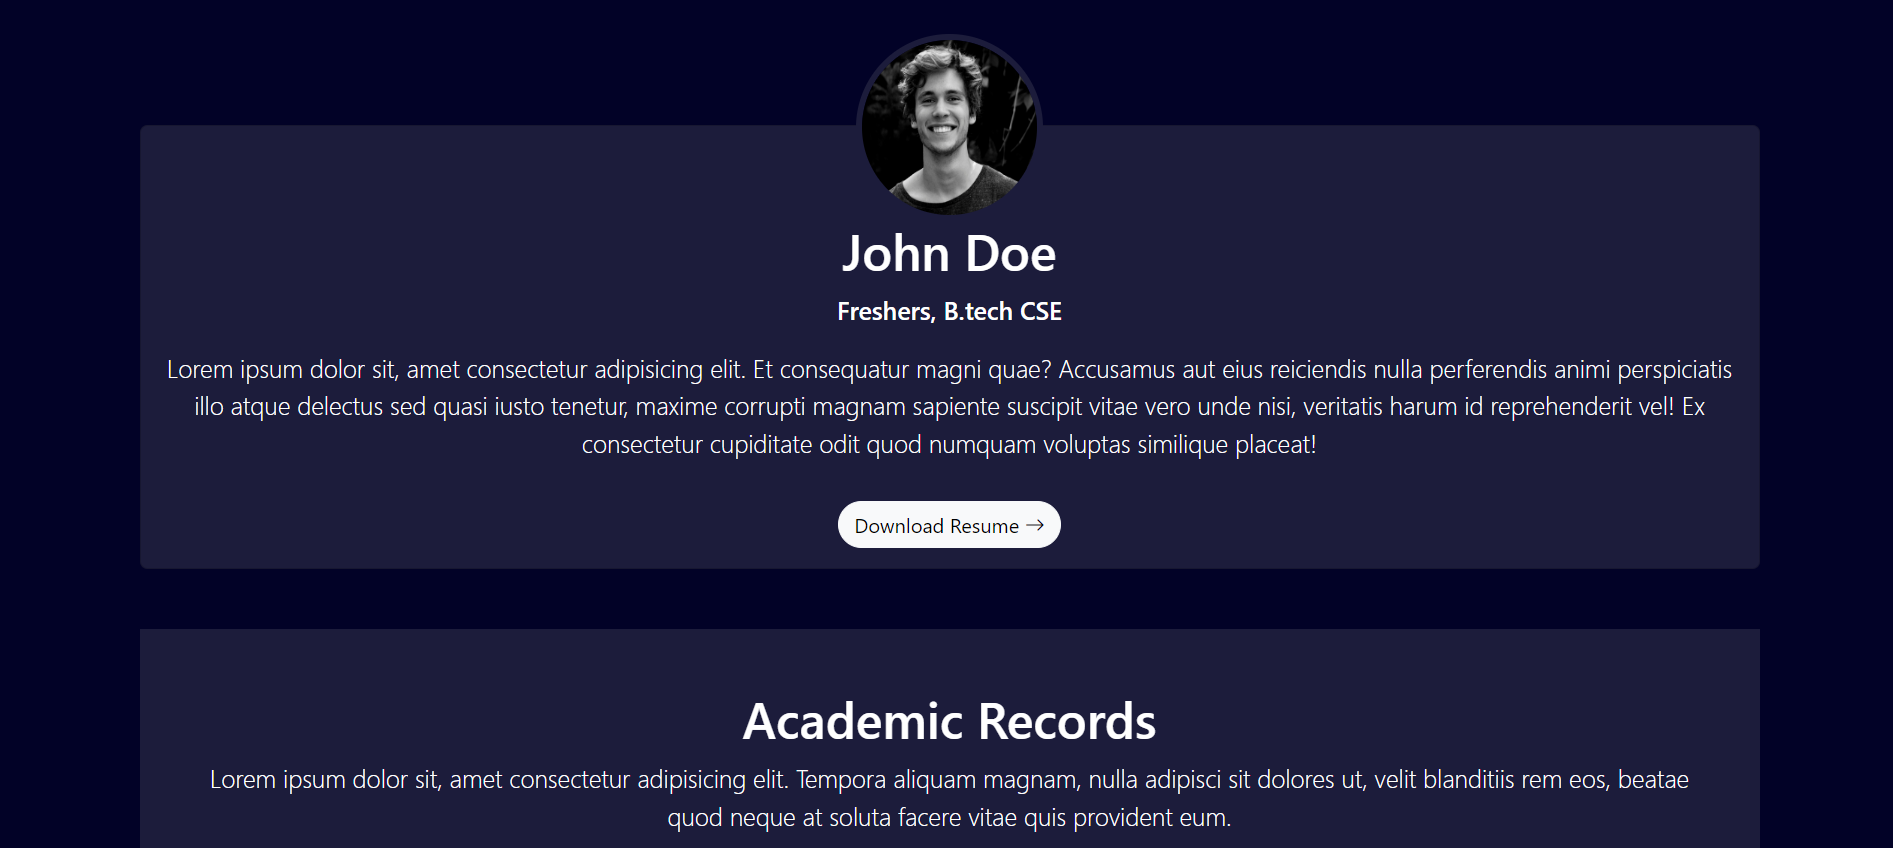 John Doe
Freshers, B.tech CSE
Lorem ipsum dolor sit, amet consectetur adipisicing elit. Et consequatur magni quae? Accusamus aut eius reiciendis nulla perferendis animi perspiciatis
illo atque delectus sed quasi iusto tenetur, maxime corrupti magnam sapiente suscipit vitae vero unde nisi, veritatis harum id reprehenderit vel! Ex
consectetur cupiditate odit quod numquam voluptas similique placeat!
Download Resume →
Academic Records
Lorem ipsum dolor sit, amet consectetur adipisicing elit. Tempora aliquam magnam, nulla adipisci sit dolores ut, velit blanditiis rem eos, beatae
quod neque at soluta facere vitae quis provident eum.